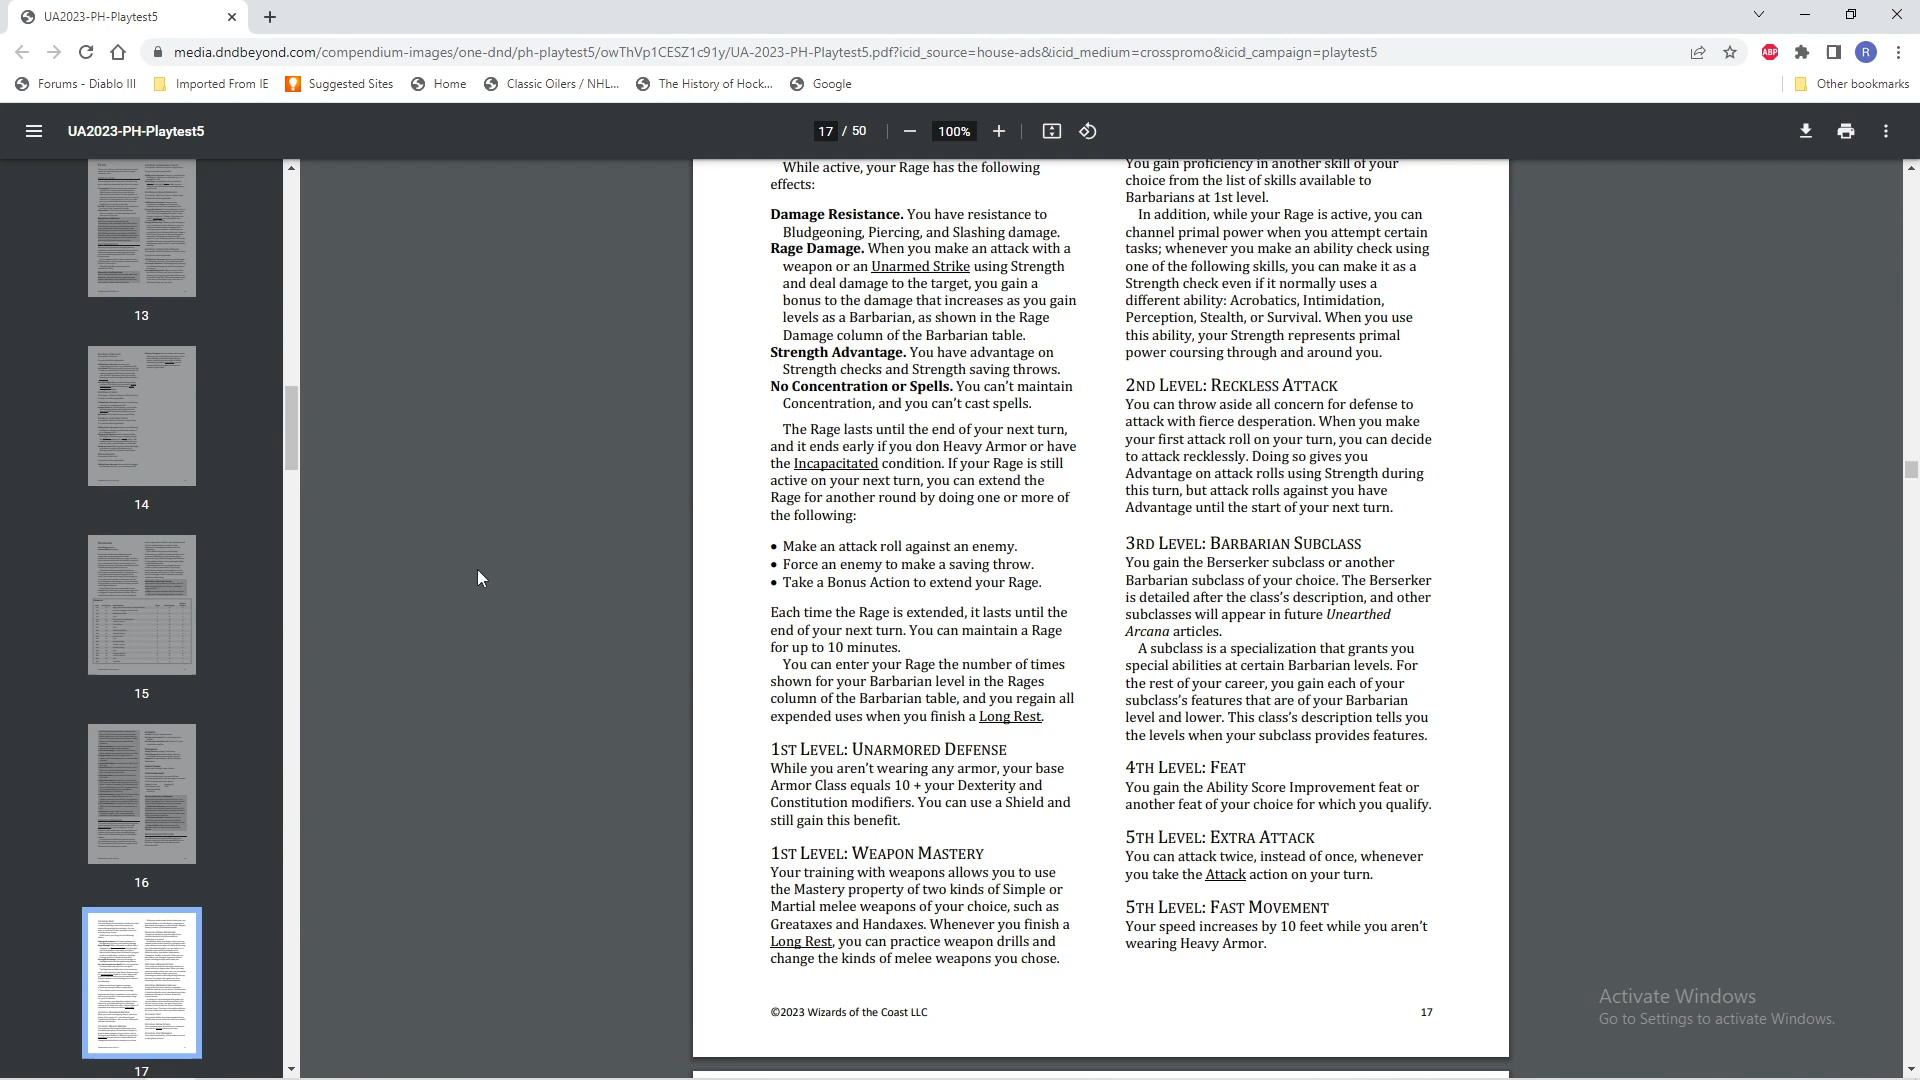 UA2023-PH-Playtest5
media.dndbeyond.com/compendium-images/one-dnd/ph-playtest5/owThVp1CESZ1c91y/UA-2023-PH-Playtest5.pdf?icid_source=house-ads&icid_medium=crosspromo&icid_campaign=playtest5
ABP
R
Forums - Diablo III
Imported From IE
Suggested Sites
Home
Classic Oilers / NHL...
The History of Hock...
Google
Other bookmarks
UA2023-PH-Playtest5
17 / 50
100%
13
14
15
16
17
While active, your Rage has the following
effects:
Damage Resistance. You have resistance to
Bludgeoning, Piercing, and Slashing damage.
Rage Damage. When you make an attack with a
weapon or an Unarmed Strike using Strength
and deal damage to the target, you gain a
bonus to the damage that increases as you gain
levels as a Barbarian, as shown in the Rage
Damage column of the Barbarian table.
Strength Advantage. You have advantage on
Strength checks and Strength saving throws.
No Concentration or Spells. You can't maintain
Concentration, and you can't cast spells.
The Rage lasts until the end of your next turn,
and it ends early if you don Heavy Armor or have
the Incapacitated condition. If your Rage is still
active on your next turn, you can extend the
Rage for another round by doing one or more of
the following:
• Make an attack roll against an enemy.
• Force an enemy to make a saving throw.
• Take a Bonus Action to extend your Rage.
Each time the Rage is extended, it lasts until the
end of your next turn. You can maintain a Rage
for up to 10 minutes.
You can enter your Rage the number of times
shown for your Barbarian level in the Rages
column of the Barbarian table, and you regain all
expended uses when you finish a Long Rest.
1ST LEVEL: UNARMORED DEFENSE
While you aren't wearing any armor, your base
Armor Class equals 10 + your Dexterity and
Constitution modifiers. You can use a Shield and
still gain this benefit.
1ST LEVEL: WEAPON MASTERY
Your training with weapons allows you to use
the Mastery property of two kinds of Simple or
Martial melee weapons of your choice, such as
Greataxes and Handaxes. Whenever you finish a
Long Rest, you can practice weapon drills and
change the kinds of melee weapons you chose.
You gain proficiency in another skill of your
choice from the list of skills available to
Barbarians at 1st level.
In addition, while your Rage is active, you can
channel primal power when you attempt certain
tasks; whenever you make an ability check using
one of the following skills, you can make it as a
Strength check even if it normally uses a
different ability: Acrobatics, Intimidation,
Perception, Stealth, or Survival. When you use
this ability, your Strength represents primal
power coursing through and around you.
2ND LEVEL: RECKLESS ATTACK
You can throw aside all concern for defense to
attack with fierce desperation. When you make
your first attack roll on your turn, you can decide
to attack recklessly. Doing so gives you
Advantage on attack rolls using Strength during
this turn, but attack rolls against you have
Advantage until the start of your next turn.
3RD LEVEL: BARBARIAN SUBCLASS
You gain the Berserker subclass or another
Barbarian subclass of your choice. The Berserker
is detailed after the class's description, and other
subclasses will appear in future Unearthed
Arcana articles.
A subclass is a specialization that grants you
special abilities at certain Barbarian levels. For
the rest of your career, you gain each of your
subclass's features that are of your Barbarian
level and lower. This class's description tells you
the levels when your subclass provides features.
4TH LEVEL: FEAT
You gain the Ability Score Improvement feat or
another feat of your choice for which you qualify.
5TH LEVEL: EXTRA ATTACK
You can attack twice, instead of once, whenever
you take the Attack action on your turn.
5TH LEVEL: FAST MOVEMENT
Your speed increases by 10 feet while you aren't
wearing Heavy Armor.
©2023 Wizards of the Coast LLC
17
Activate Windows
Go to Settings to activate Windows.